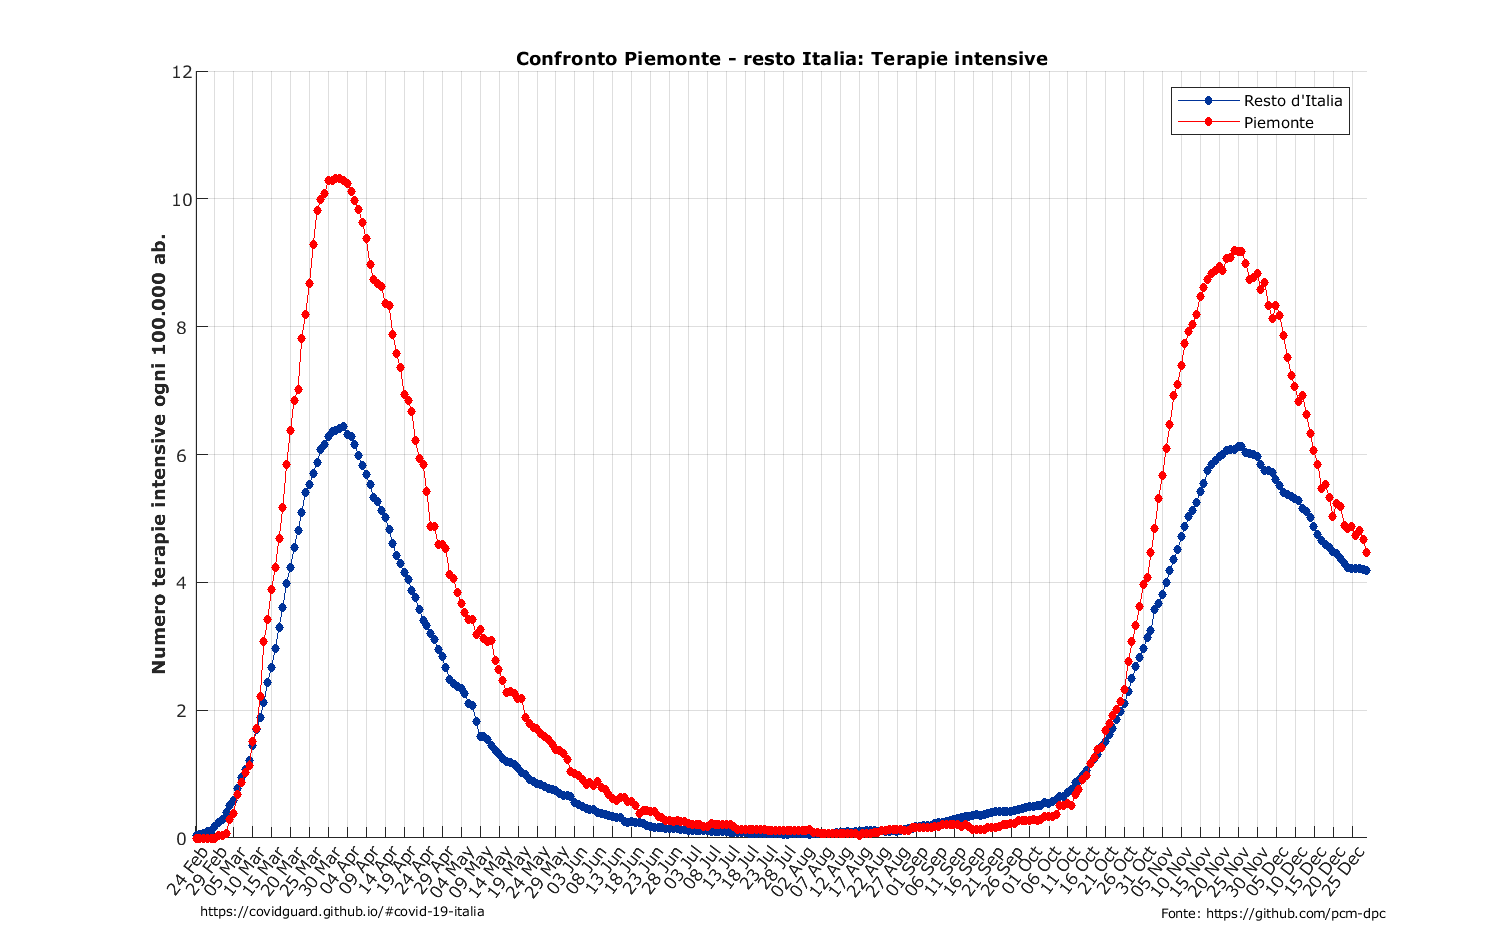 Confronto Piemonte - resto Italia: Terapie intensive
Resto d'Italia
Piemonte
Numero terapie intensive ogni 100.000 ab.
12
10
8
6
4
2
0
24 Feb
29 Feb
05 Mar
10 Mar
15 Mar
20 Mar
25 Mar
30 Mar
04 Apr
09 Apr
14 Apr
19 Apr
24 Apr
29 Apr
04 May
09 May
14 May
19 May
24 May
29 May
03 Jun
08 Jun
13 Jun
18 Jun
23 Jun
28 Jun
03 Jul
08 Jul
13 Jul
18 Jul
23 Jul
28 Jul
02 Aug
07 Aug
12 Aug
17 Aug
22 Aug
27 Aug
01 Sep
06 Sep
11 Sep
16 Sep
21 Sep
26 Sep
01 Oct
06 Oct
11 Oct
16 Oct
21 Oct
26 Oct
31 Oct
05 Nov
10 Nov
15 Nov
20 Nov
25 Nov
30 Nov
05 Dec
10 Dec
15 Dec
20 Dec
25 Dec
https://covidguard.github.io/#covid-19-italia
Fonte: https://github.com/pcm-dpc